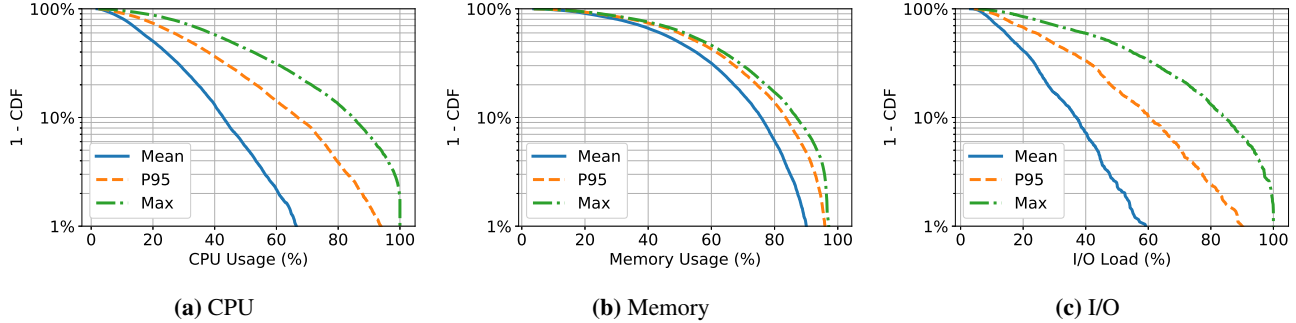 100%
10%
1%
1 - CDF
Mean
P95
Max
0 20 40 60 80 100
CPU Usage (%)
(a) CPU
100%
10%
1%
1 - CDF
Mean
P95
Max
0 20 40 60 80 100
Memory Usage (%)
(b) Memory
100%
10%
1%
1 - CDF
Mean
P95
Max
0 20 40 60 80 100
I/O Load (%)
(c) I/O